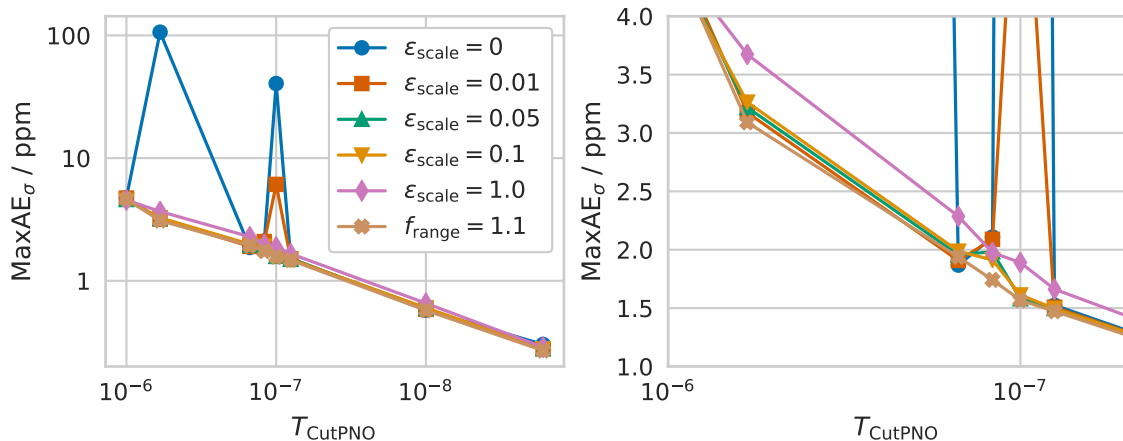 100
10
1
MaxAE_σ / ppm
10⁻⁶
10⁻⁷
10⁻⁸
T_CutPNO
ε_scale = 0
ε_scale = 0.01
ε_scale = 0.05
ε_scale = 0.1
ε_scale = 1.0
f_range = 1.1
4.0
3.5
3.0
2.5
2.0
1.5
1.0
MaxAE_σ / ppm
10⁻⁶
10⁻⁷
T_CutPNO